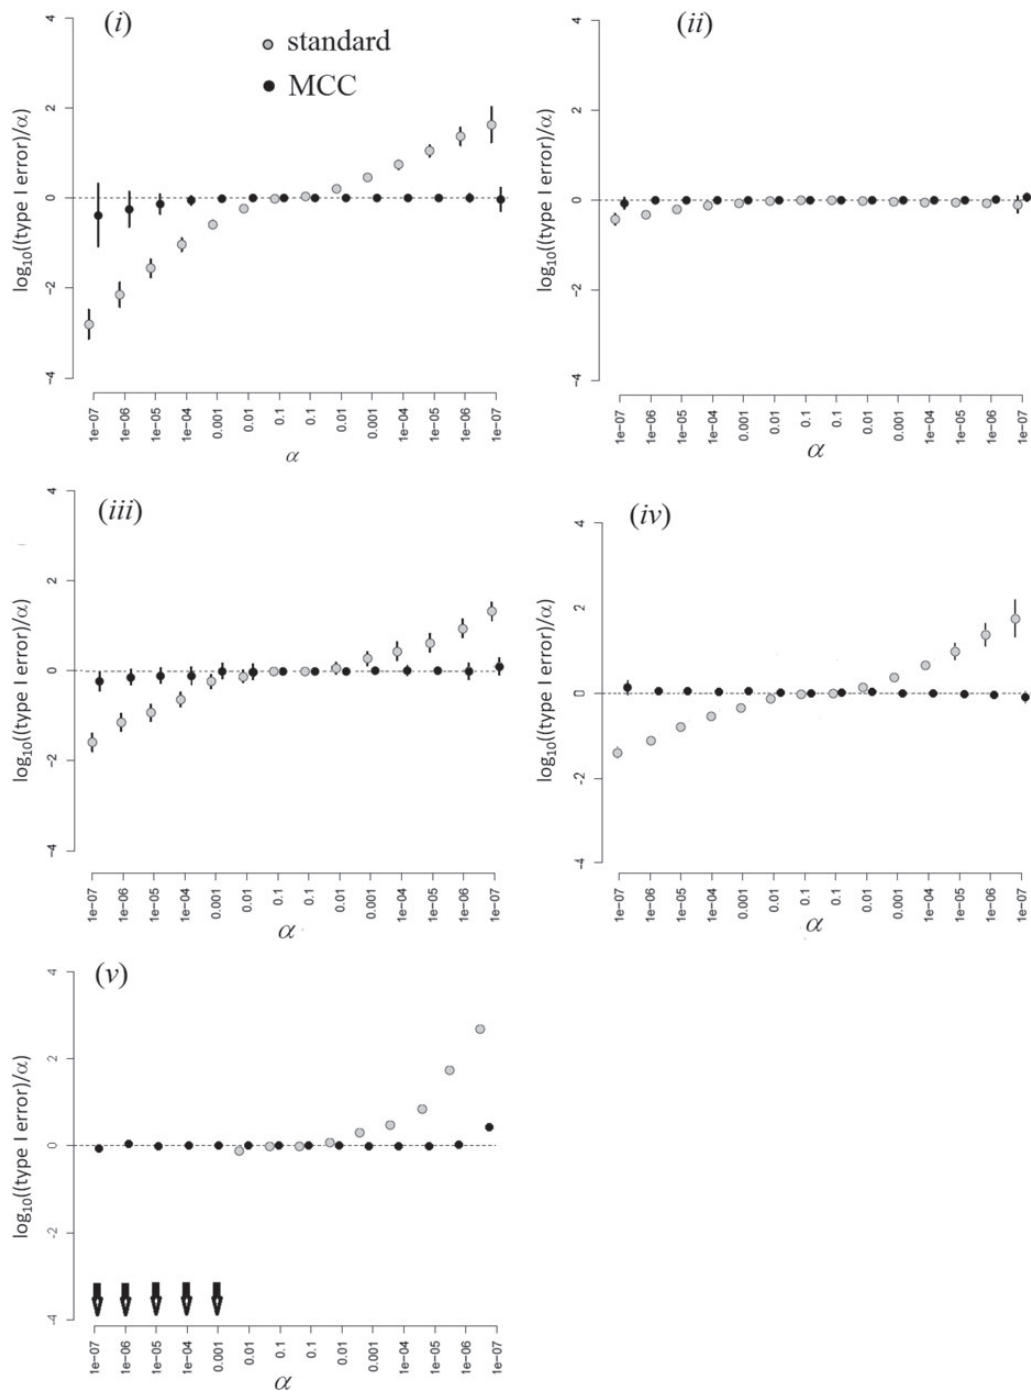 (i)
standard
MCC
log10((type I error)/α)
4
2
0
-2
-4
1e-07 1e-06 1e-05 1e-04 0.001 0.01 0.1 0.1 0.01 0.001 1e-04 1e-05 1e-06 1e-07
α
(ii)
log10((type I error)/α)
4
2
0
-2
-4
1e-07 1e-06 1e-05 1e-04 0.001 0.01 0.1 0.1 0.01 0.001 1e-04 1e-05 1e-06 1e-07
α
(iii)
log10((type I error)/α)
4
2
0
-2
-4
1e-07 1e-06 1e-05 1e-04 0.001 0.01 0.1 0.1 0.01 0.001 1e-04 1e-05 1e-06 1e-07
α
(iv)
log10((type I error)/α)
4
2
0
-2
-4
1e-07 1e-06 1e-05 1e-04 0.001 0.01 0.1 0.1 0.01 0.001 1e-04 1e-05 1e-06 1e-07
α
(v)
log10((type I error)/α)
4
2
0
-2
-4
1e-07 1e-06 1e-05 1e-04 0.001 0.01 0.1 0.1 0.01 0.001 1e-04 1e-05 1e-06 1e-07
α